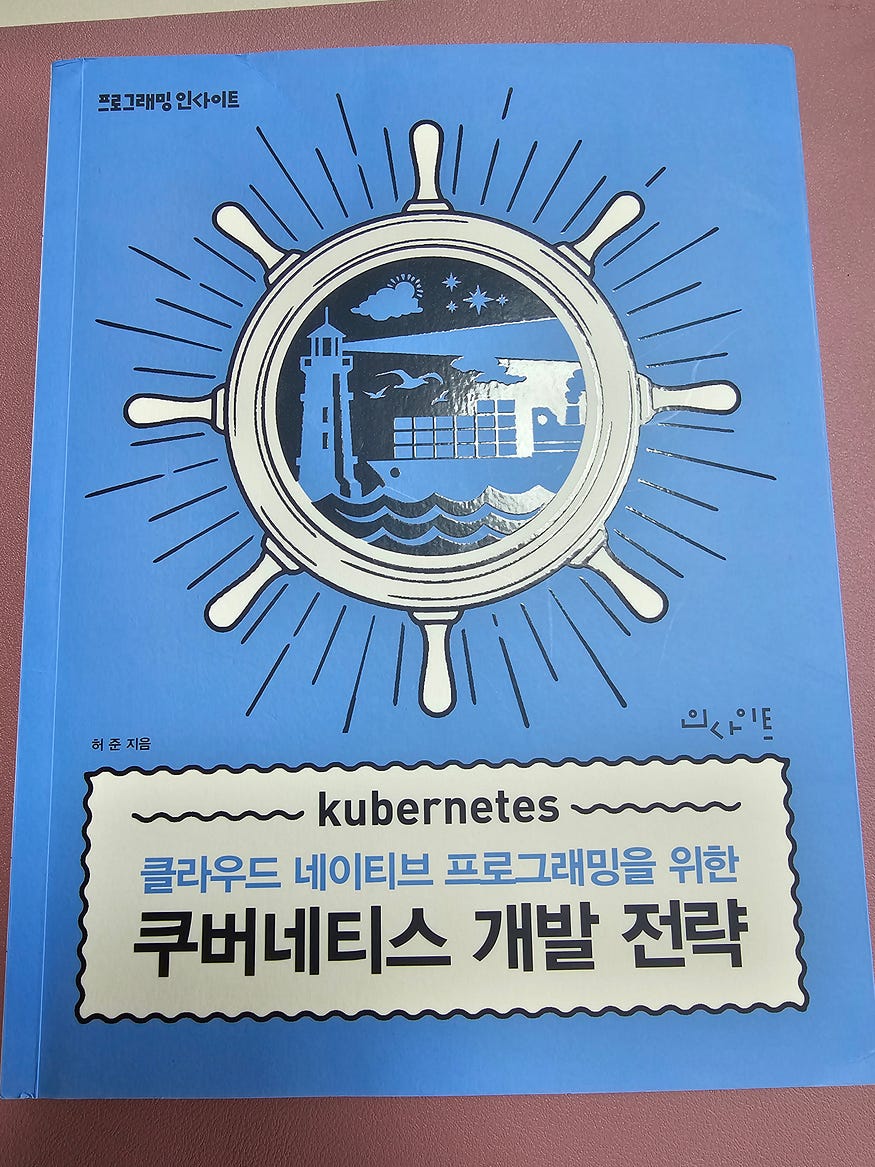 프로그래밍 인사이트
인사이트
허 준 지음
kubernetes
클라우드 네이티브 프로그래밍을 위한
쿠버네티스 개발 전략